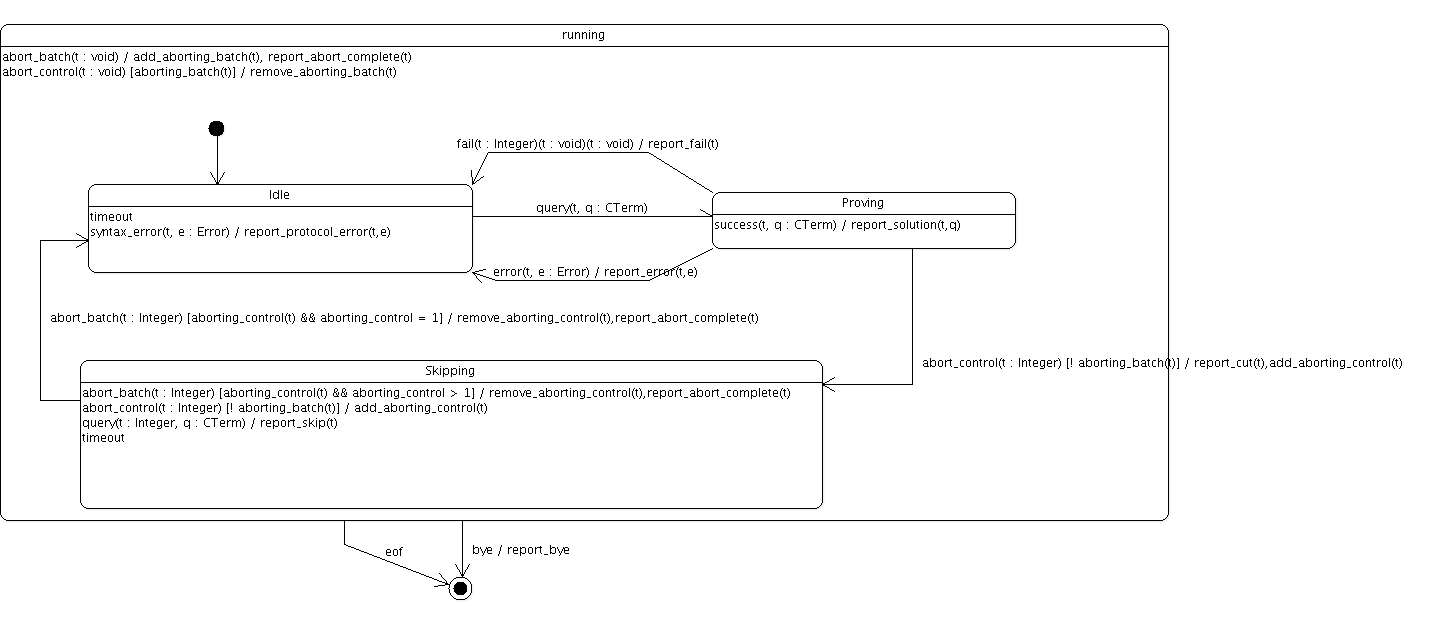 running
abort_batch(t : void) / add_aborting_batch(t), report_abort_complete(t)
abort_control(t : void) [aborting_batch(t)] / remove_aborting_batch(t)
fail(t : Integer)(t : void)(t : void) / report_fail(t)
Idle
timeout
syntax_error(t, e : Error) / report_protocol_error(t,e)
query(t, q : CTerm)
Proving
success(t, q : CTerm) / report_solution(t,q)
error(t, e : Error) / report_error(t,e)
abort_batch(t : Integer) [aborting_control(t) && aborting_control = 1] / remove_aborting_control(t),report_abort_complete(t)
abort_control(t : Integer) [! aborting_batch(t)] / report_cut(t),add_aborting_control(t)
Skipping
abort_batch(t : Integer) [aborting_control(t) && aborting_control > 1] / remove_aborting_control(t),report_abort_complete(t)
abort_control(t : Integer) [! aborting_batch(t)] / add_aborting_control(t)
query(t : Integer, q : CTerm) / report_skip(t)
timeout
eof
bye / report_bye